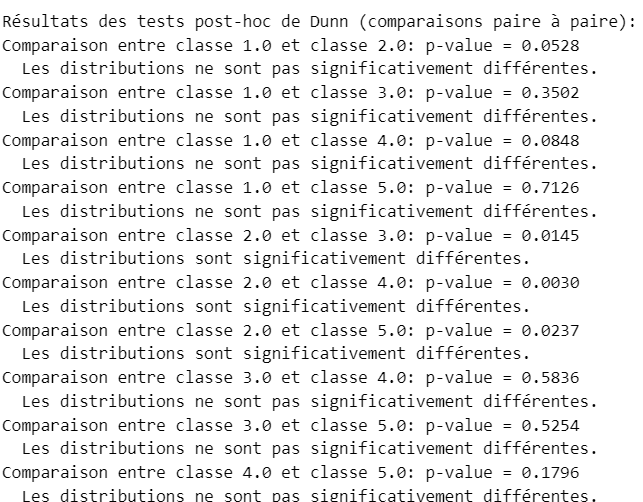 Résultats des tests post-hoc de Dunn (comparaisons paire à paire):
Comparaison entre classe 1.0 et classe 2.0: p-value = 0.0528
Les distributions ne sont pas significativement différentes.
Comparaison entre classe 1.0 et classe 3.0: p-value = 0.3502
Les distributions ne sont pas significativement différentes.
Comparaison entre classe 1.0 et classe 4.0: p-value = 0.0848
Les distributions ne sont pas significativement différentes.
Comparaison entre classe 1.0 et classe 5.0: p-value = 0.7126
Les distributions ne sont pas significativement différentes.
Comparaison entre classe 2.0 et classe 3.0: p-value = 0.0145
Les distributions sont significativement différentes.
Comparaison entre classe 2.0 et classe 4.0: p-value = 0.0030
Les distributions sont significativement différentes.
Comparaison entre classe 2.0 et classe 5.0: p-value = 0.0237
Les distributions sont significativement différentes.
Comparaison entre classe 3.0 et classe 4.0: p-value = 0.5836
Les distributions ne sont pas significativement différentes.
Comparaison entre classe 3.0 et classe 5.0: p-value = 0.5254
Les distributions ne sont pas significativement différentes.
Comparaison entre classe 4.0 et classe 5.0: p-value = 0.1796
Les distributions ne sont pas significativement différentes.